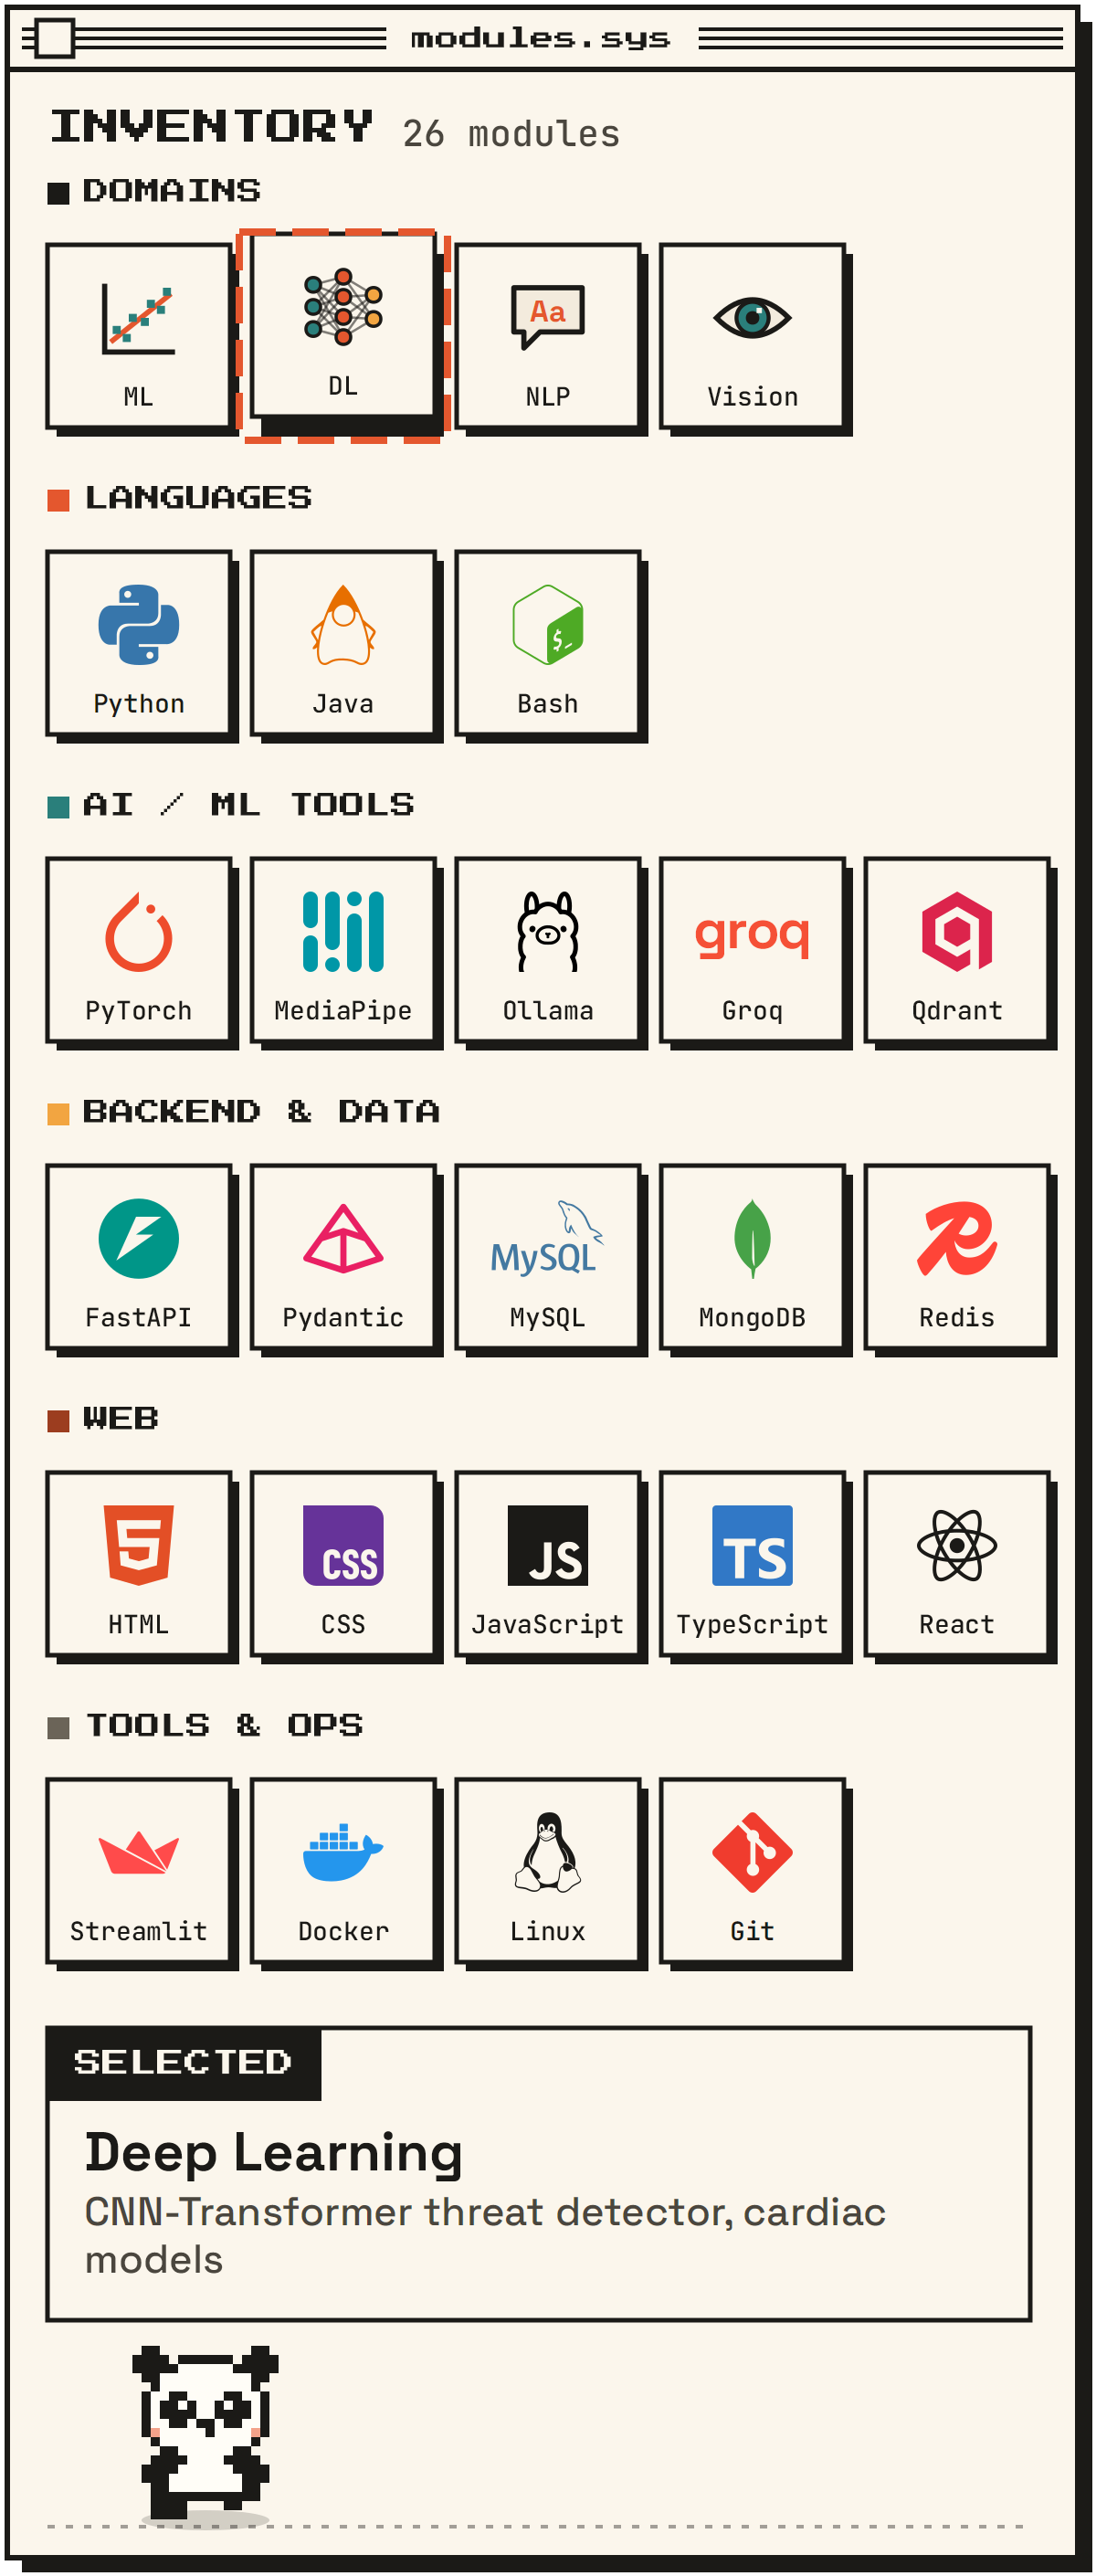 modules.sys
INVENTORY 26 modules
DOMAINS
Aa
ML DL NLP Vision
LANGUAGES
$_
Python Java Bash
AI / ML TOOLS
groq
PyTorch MediaPipe Ollama Groq Qdrant
BACKEND & DATA
MySQL
FastAPI Pydantic MySQL MongoDB Redis
WEB
5 CSS JS TS
HTML CSS JavaScript TypeScript React
TOOLS & OPS
Streamlit Docker Linux Git
SELECTED
Deep Learning
CNN-Transformer threat detector, cardiac
models